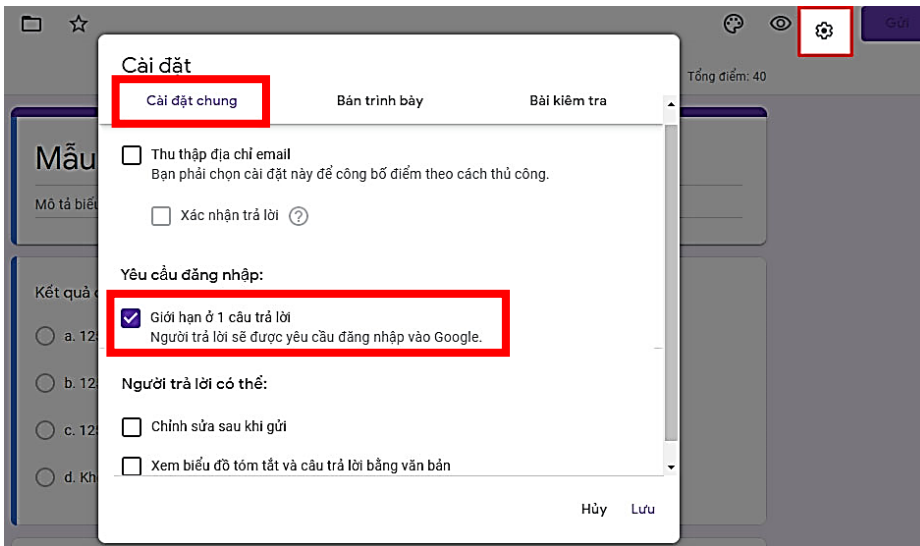 Gửi
Tổng điểm: 40
Cài đặt
Cài đặt chung
Bản trình bày
Bài kiểm tra
Mẫu
Mô tả biểu
Thu thập địa chỉ email
Bạn phải chọn cài đặt này để công bố điểm theo cách thủ công.
Xác nhận trả lời
Yêu cầu đăng nhập:
Kết quả
Giới hạn ở 1 câu trả lời
Người trả lời sẽ được yêu cầu đăng nhập vào Google.
a. 12
b. 12
Người trả lời có thể:
c. 12
Chỉnh sửa sau khi gửi
d. Kh
Xem biểu đồ tóm tắt và câu trả lời bằng văn bản
Hủy
Lưu